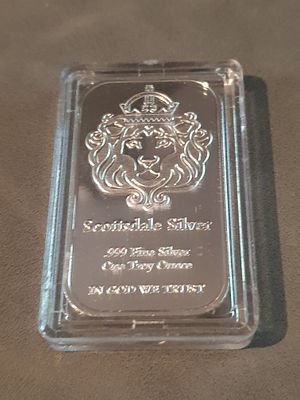 Scottsdale Silver
.999 Fine Silver
One Troy Ounce
IN GOD WE TRUST